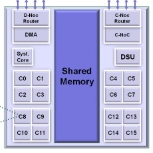 D-Noc
Router
C-Noc
Router
DMA
C-NoC
Syst.
Core
DSU
Shared
Memory
C0 C1
C4 C5
C2 C3
C6 C7
C8 C9
C12 C13
C10 C11
C14 C15